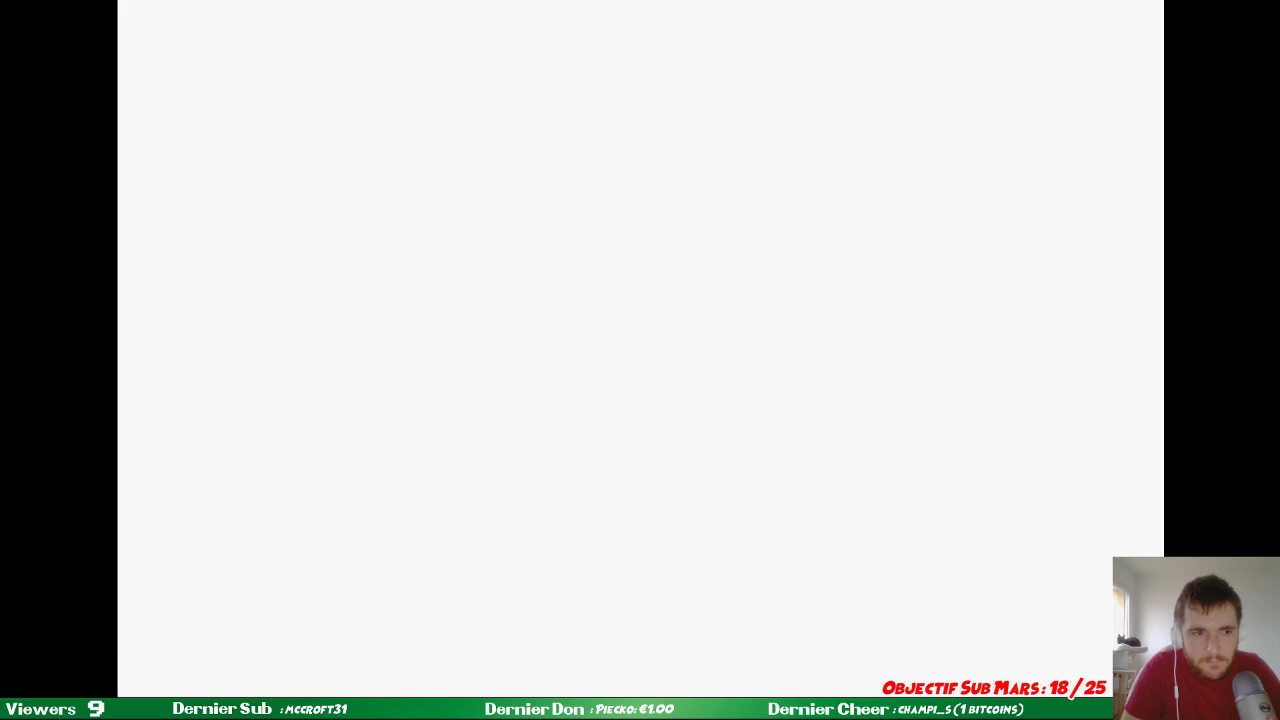 Objectif Sub Mars : 18 / 25
Viewers 9 Dernier Sub : mccroft31 Dernier Don : Piecko: €1.00 Dernier Cheer : champi_s (1 bitcoins)